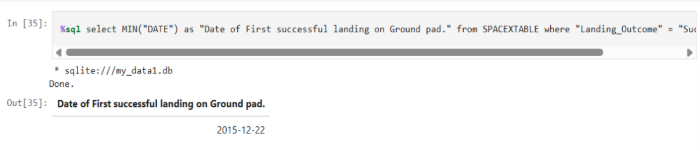 In [35]:
%sql select MIN("DATE") as "Date of First successful landing on Ground pad." from SPACEXTABLE where "Landing_Outcome" = "Suc
* sqlite:///my_data1.db
Done.
Out[35]:
Date of First successful landing on Ground pad.
2015-12-22